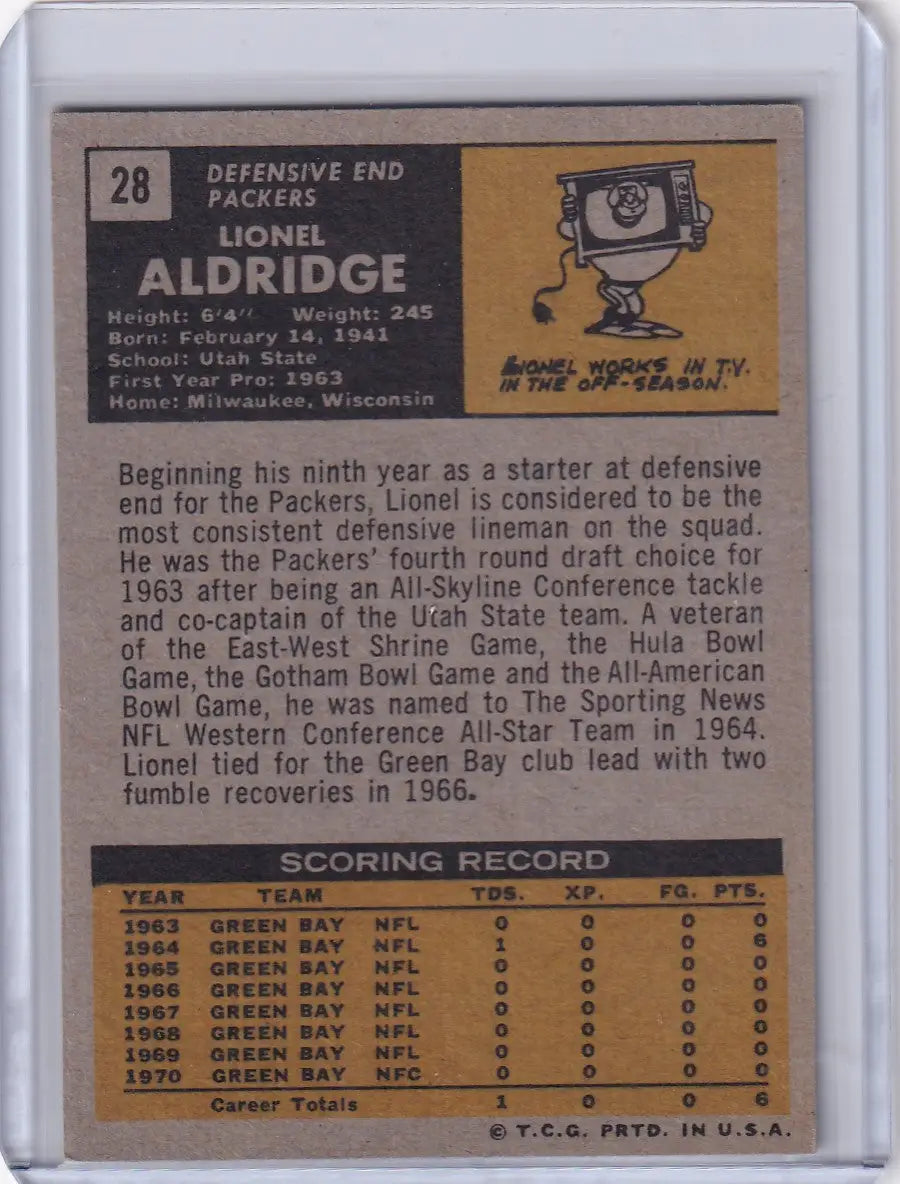 28
DEFENSIVE END
PACKERS
LIONEL
ALDRIDGE
Height: 6'4" Weight: 245
Born: February 14, 1941
School: Utah State
First Year Pro: 1963
Home: Milwaukee, Wisconsin
LIONEL WORKS IN T.V.
IN THE OFF-SEASON.
Beginning his ninth year as a starter at defensive
end for the Packers, Lionel is considered to be the
most consistent defensive lineman on the squad.
He was the Packers' fourth round draft choice for
1963 after being an All-Skyline Conference tackle
and co-captain of the Utah State team. A veteran
of the East-West Shrine Game, the Hula Bowl
Game, the Gotham Bowl Game and the All-American
Bowl Game, he was named to The Sporting News
NFL Western Conference All-Star Team in 1964.
Lionel tied for the Green Bay club lead with two
fumble recoveries in 1966.
SCORING RECORD
YEAR TEAM TDS. XP. FG. PTS.
1963 GREEN BAY NFL 0 0 0 0
1964 GREEN BAY NFL 1 0 0 6
1965 GREEN BAY NFL 0 0 0 0
1966 GREEN BAY NFL 0 0 0 0
1967 GREEN BAY NFL 0 0 0 0
1968 GREEN BAY NFL 0 0 0 0
1969 GREEN BAY NFL 0 0 0 0
1970 GREEN BAY NFC 0 0 0 0
Career Totals 1 0 0 6
© T.C.G. PRTD. IN U.S.A.